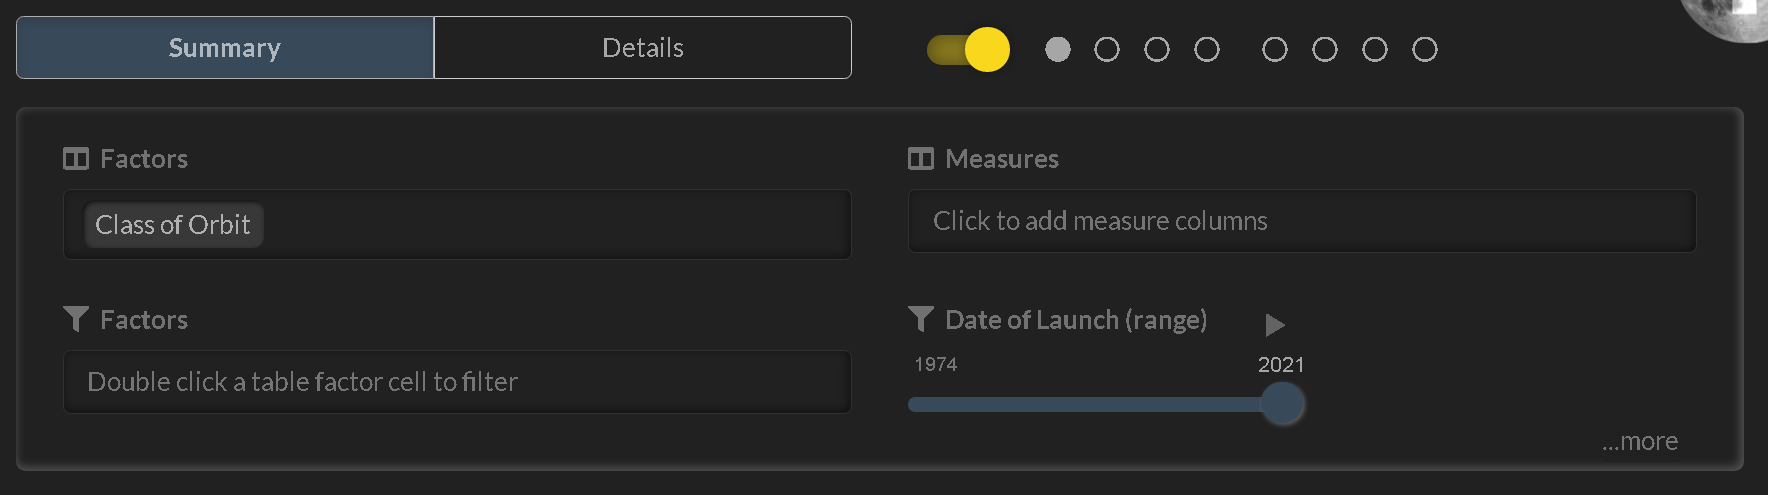 Summary
Details
Factors
Measures
Class of Orbit
Click to add measure columns
Factors
Date of Launch (range)
1974
2021
Double click a table factor cell to filter
...more